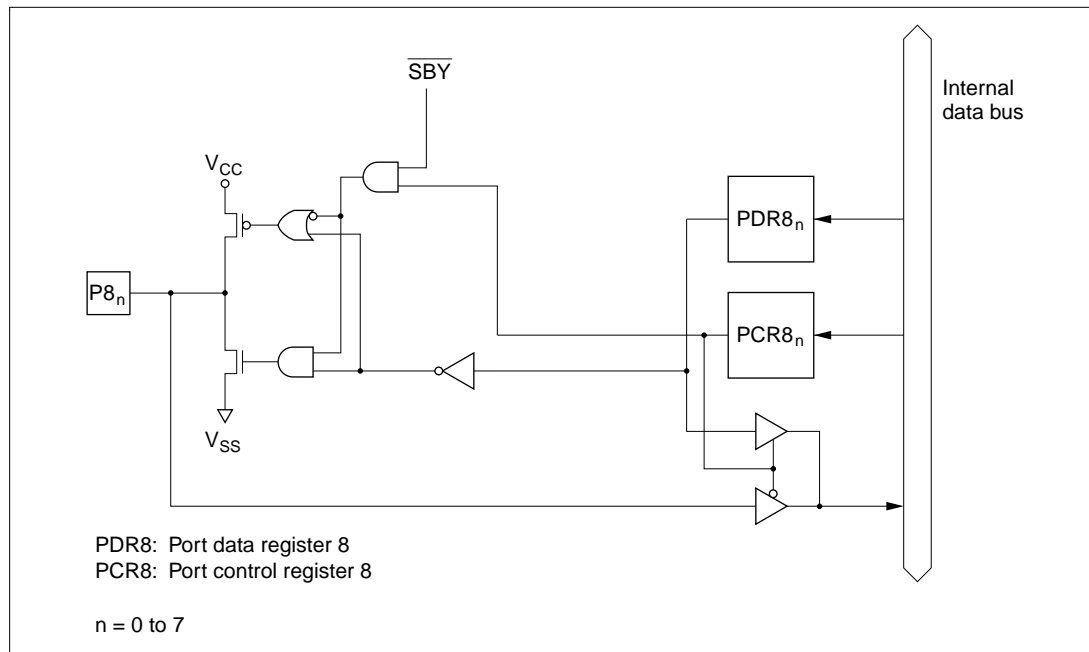 S̅B̅Y̅
Internal
data bus
VCC
PDR8n
P8n
PCR8n
VSS
PDR8: Port data register 8
PCR8: Port control register 8
n = 0 to 7